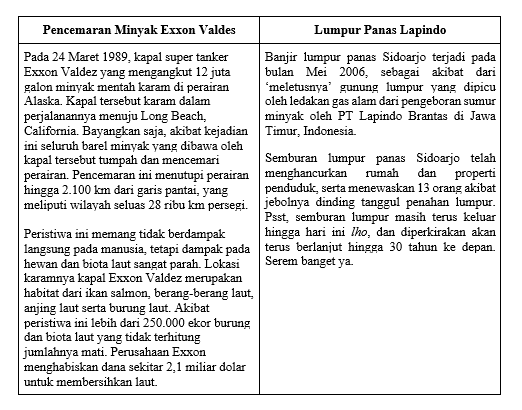 Pencemaran Minyak Exxon Valdes
Lumpur Panas Lapindo
Pada 24 Maret 1989, kapal super tanker
Exxon Valdez yang mengangkut 12 juta
galon minyak mentah karam di perairan
Alaska. Kapal tersebut karam dalam
perjalanannya menuju Long Beach,
California. Bayangkan saja, akibat kejadian
ini seluruh barel minyak yang dibawa oleh
kapal tersebut tumpah dan mencemari
perairan. Pencemaran ini menutupi perairan
hingga 2.100 km dari garis pantai, yang
meliputi wilayah seluas 28 ribu km persegi.
Peristiwa ini memang tidak berdampak
langsung pada manusia, tetapi dampak pada
hewan dan biota laut sangat parah. Lokasi
karamnya kapal Exxon Valdez merupakan
habitat dari ikan salmon, berang-berang laut,
anjing laut serta burung laut. Akibat
peristiwa ini lebih dari 250.000 ekor burung
dan biota laut yang tidak terhitung
jumlahnya mati. Perusahaan Exxon
menghabiskan dana sekitar 2,1 miliar dolar
untuk membersihkan laut.
Banjir lumpur panas Sidoarjo terjadi pada
bulan Mei 2006, sebagai akibat dari
‘meletusnya’ gunung lumpur yang dipicu
oleh ledakan gas alam dari pengeboran sumur
minyak oleh PT Lapindo Brantas di Jawa
Timur, Indonesia.
Semburan lumpur panas Sidoarjo telah
menghancurkan rumah dan properti
penduduk, serta menewaskan 13 orang akibat
jebolnya dinding tanggul penahan lumpur.
Psst, semburan lumpur masih terus keluar
hingga hari ini lho, dan diperkirakan akan
terus berlanjut hingga 30 tahun ke depan.
Serem banget ya.